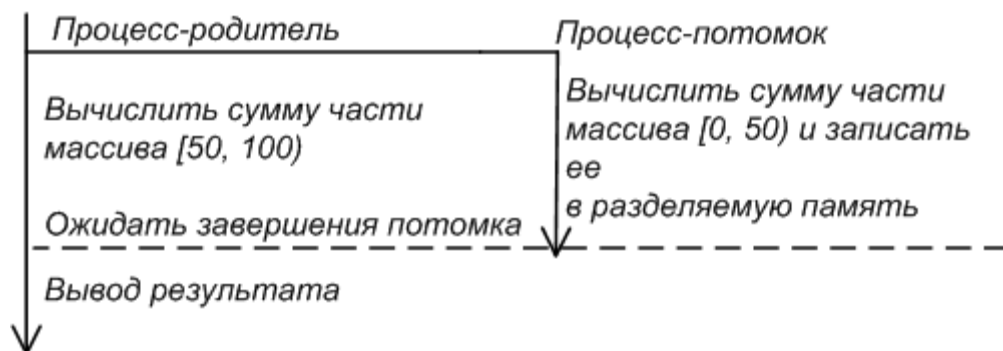 Процесс-родитель
Процесс-потомок
Вычислить сумму части
массива [50, 100)
Вычислить сумму части
массива [0, 50) и записать
ее
в разделяемую память
Ожидать завершения потомка
Вывод результата